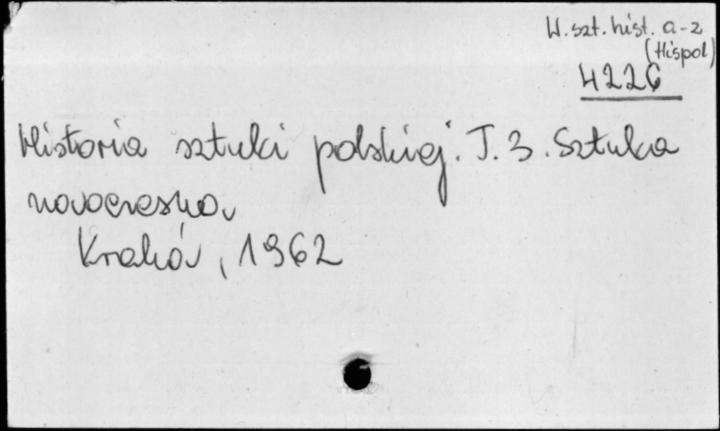 W. szt. hist. a-z
(Hispol)
4226
Historia sztuki polskiej. T. 3. Sztuka
nowoczesna.
Kraków, 1962